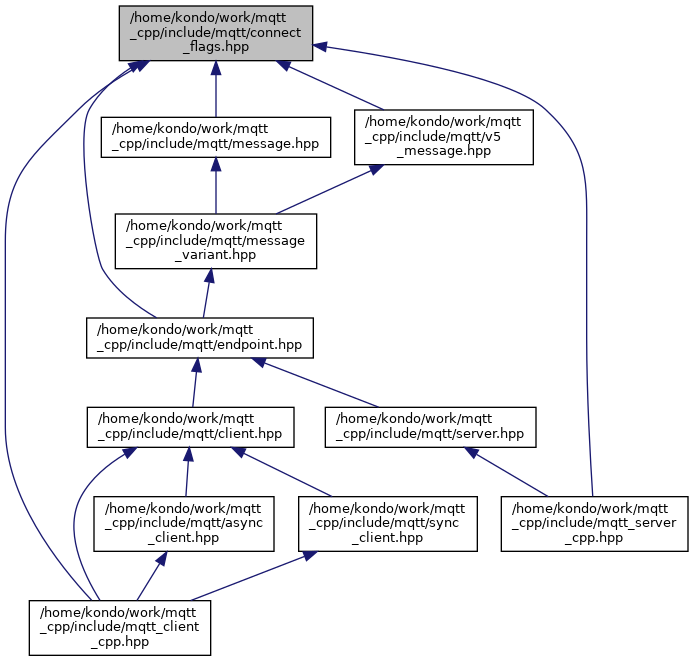 /home/kondo/work/mqtt
_cpp/include/mqtt/connect
_flags.hpp
/home/kondo/work/mqtt
_cpp/include/mqtt/message.hpp
/home/kondo/work/mqtt
_cpp/include/mqtt/v5
_message.hpp
/home/kondo/work/mqtt
_cpp/include/mqtt/message
_variant.hpp
/home/kondo/work/mqtt
_cpp/include/mqtt/endpoint.hpp
/home/kondo/work/mqtt
_cpp/include/mqtt/client.hpp
/home/kondo/work/mqtt
_cpp/include/mqtt/server.hpp
/home/kondo/work/mqtt
_cpp/include/mqtt/async
_client.hpp
/home/kondo/work/mqtt
_cpp/include/mqtt/sync
_client.hpp
/home/kondo/work/mqtt
_cpp/include/mqtt_server
_cpp.hpp
/home/kondo/work/mqtt
_cpp/include/mqtt_client
_cpp.hpp